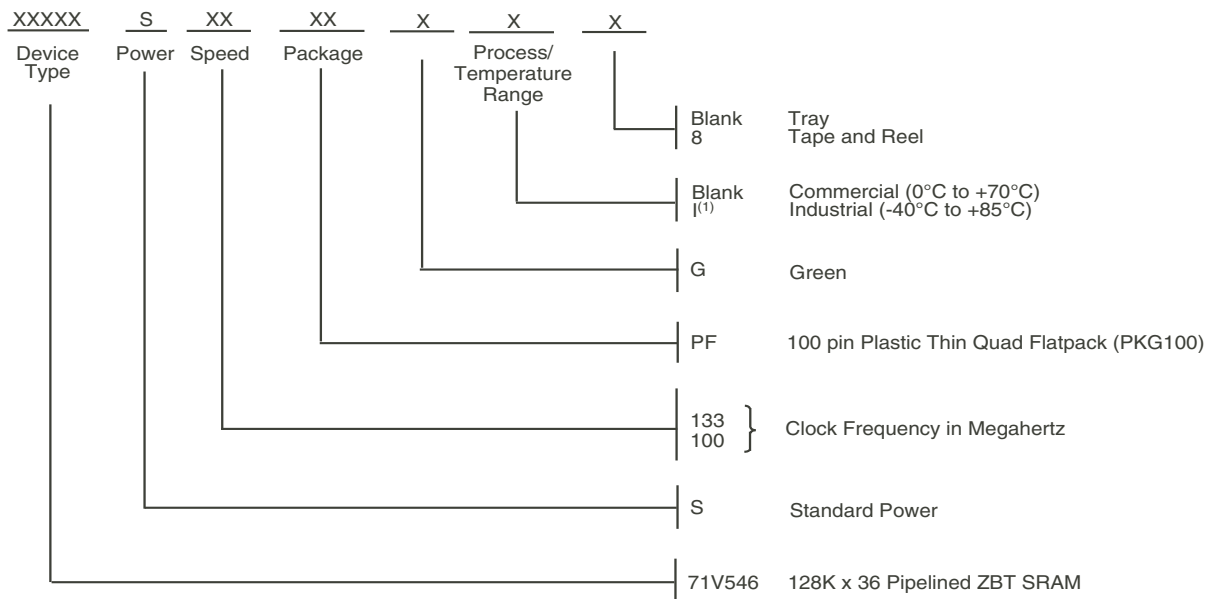 XXXXX S XX XX X X X
Device Type Power Speed Package Process/ Temperature Range
Blank Tray
8 Tape and Reel
Blank Commercial (0°C to +70°C)
I(1) Industrial (-40°C to +85°C)
G Green
PF 100 pin Plastic Thin Quad Flatpack (PKG100)
133
100 } Clock Frequency in Megahertz
S Standard Power
71V546 128K x 36 Pipelined ZBT SRAM